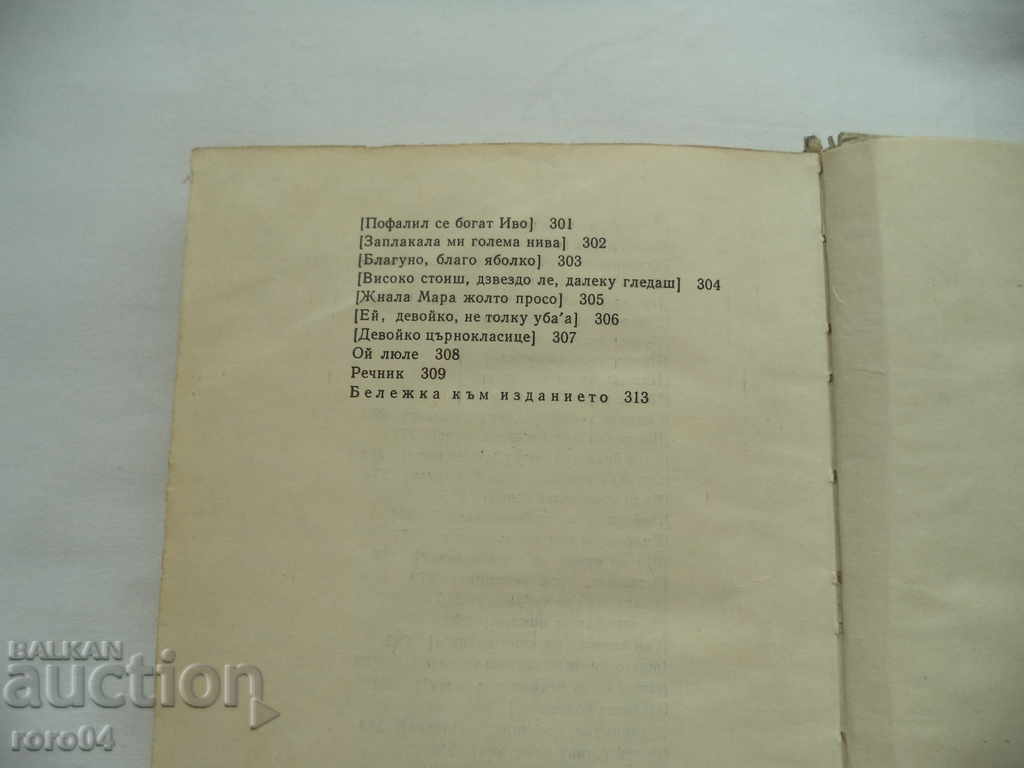 [Пофалил се богат Иво] 301
[Заплакала ми голема нива] 302
[Благуно, благо яболко] 303
[Високо стоиш, дзвездо ле, далеку гледаш] 304
[Жнала Мара жолто просо] 305
[Ей, девойко, не толку уба'а] 306
[Девойко църнокласице] 307
Ой люле 308
Речник 309
Бележка към изданието 313
BALKAN
auction
roro04